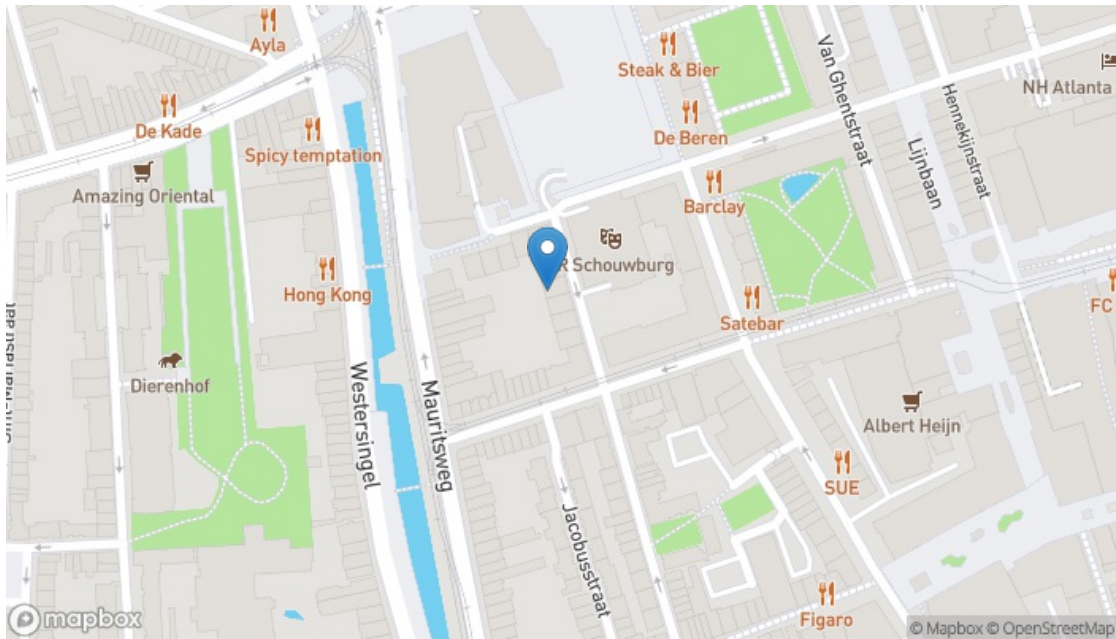 Ayla
Steak & Bier
Van Ghentstraat
NH Atlanta
De Kade
Spicy temptation
De Beren
Lijnbaan
Hennekijnstraat
Amazing Oriental
Barclay
R Schouwburg
Hong Kong
Satebar
FC
Dierenhof
Westersingel
Mauritsweg
Albert Heijn
SUE
Jacobusstraat
Figaro
mapbox
© Mapbox © OpenStreetMap